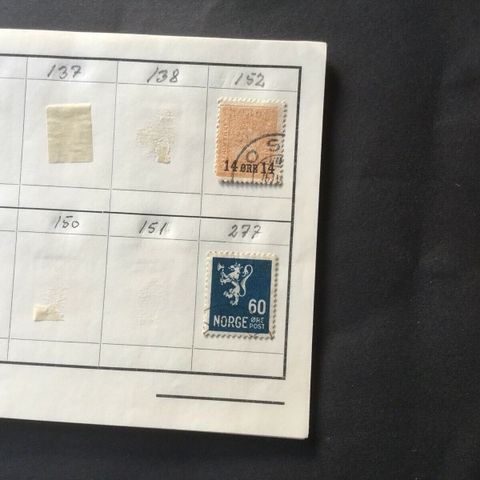 137 138 152
14 ØRE 14
150 151 277
60
NORGE ØRE
POST